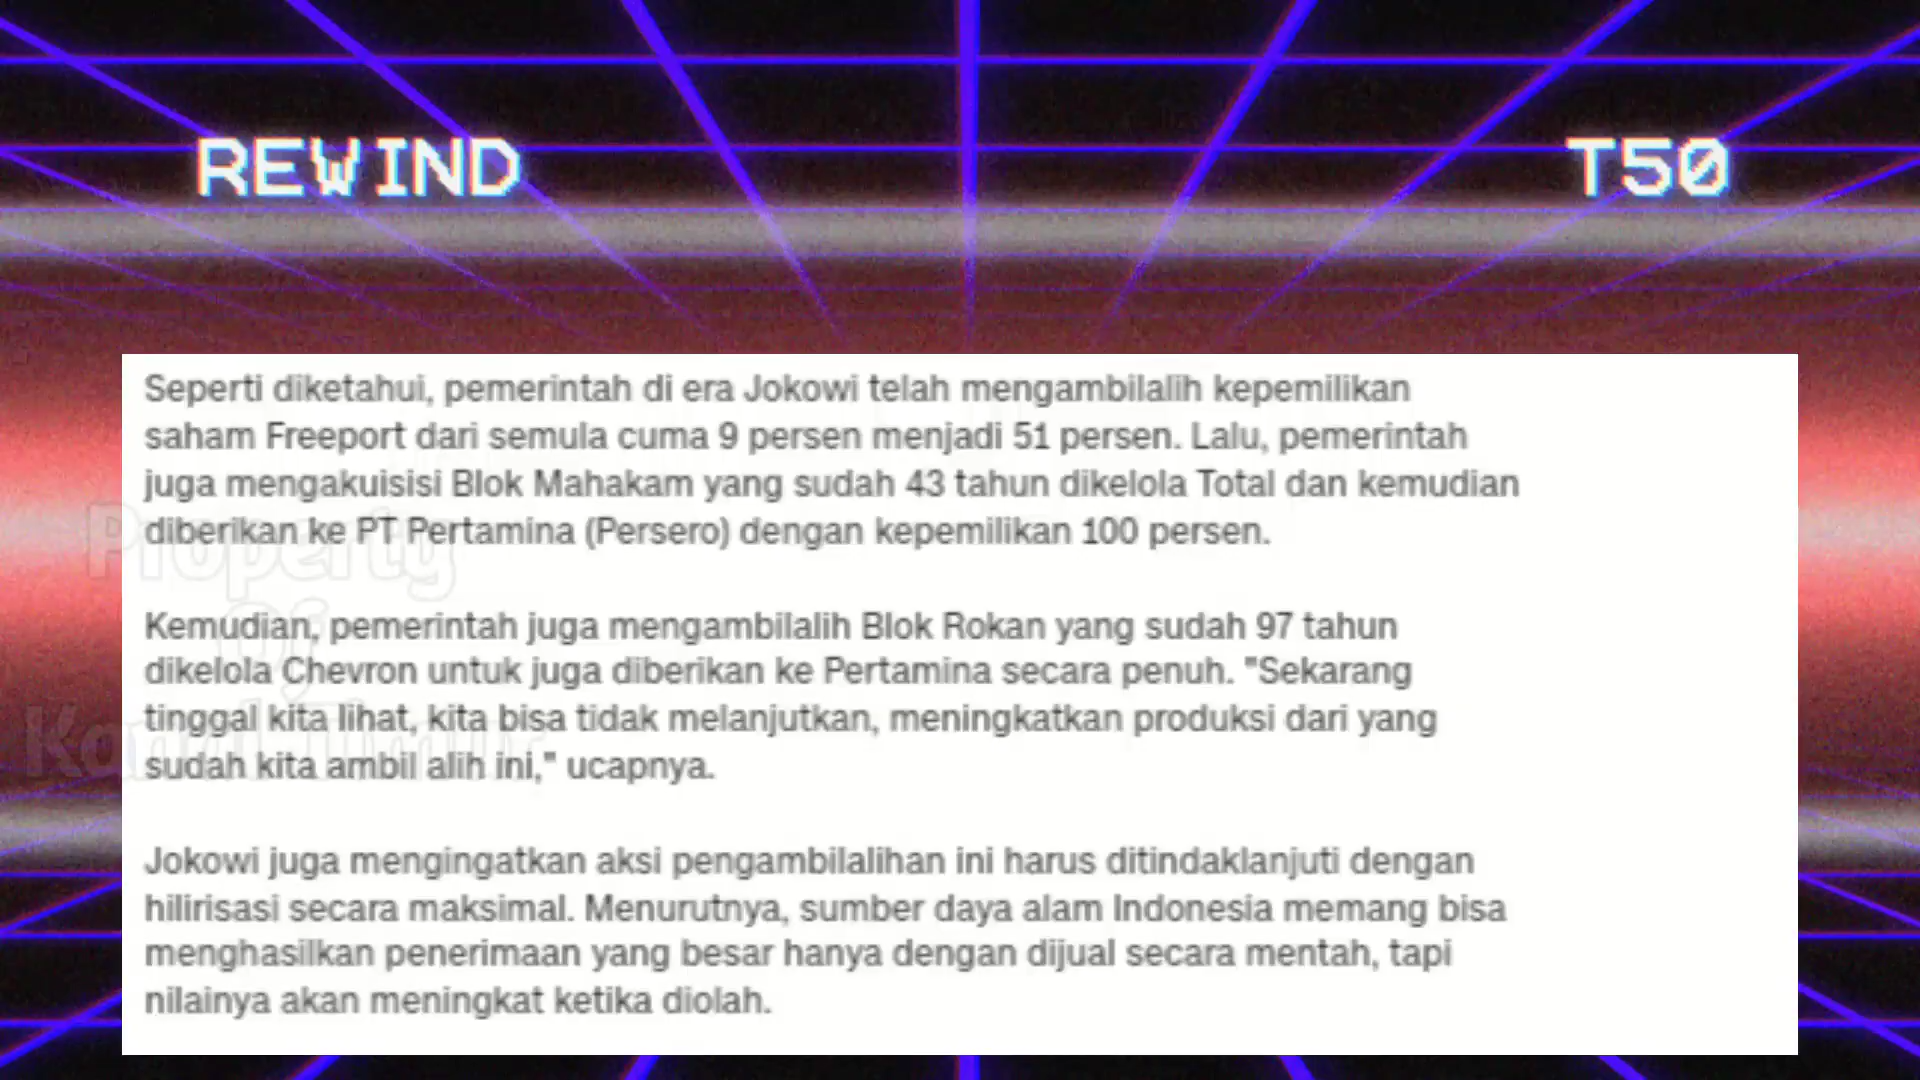 REWIND
T50
Seperti diketahui, pemerintah di era Jokowi telah mengambilalih kepemilikan
saham Freeport dari semula cuma 9 persen menjadi 51 persen. Lalu, pemerintah
juga mengakuisisi Blok Mahakam yang sudah 43 tahun dikelola Total dan kemudian
diberikan ke PT Pertamina (Persero) dengan kepemilikan 100 persen.
Kemudian, pemerintah juga mengambilalih Blok Rokan yang sudah 97 tahun
dikelola Chevron untuk juga diberikan ke Pertamina secara penuh. "Sekarang
tinggal kita lihat, kita bisa tidak melanjutkan, meningkatkan produksi dari yang
sudah kita ambil alih ini," ucapnya.
Jokowi juga mengingatkan aksi pengambilalihan ini harus ditindaklanjuti dengan
hilirisasi secara maksimal. Menurutnya, sumber daya alam Indonesia memang bisa
menghasilkan penerimaan yang besar hanya dengan dijual secara mentah, tapi
nilainya akan meningkat ketika diolah.
Property
Of